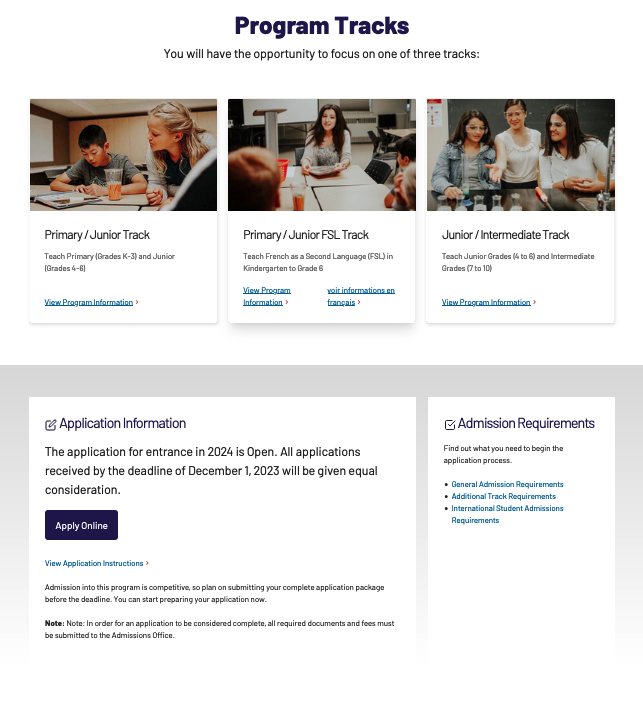 Program Tracks
You will have the opportunity to focus on one of three tracks:
Primary / Junior Track
Teach Primary (Grades K-3) and Junior
(Grades 4-6)
View Program Information ›
Primary / Junior FSL Track
Teach French as a Second Language (FSL) in
Kindergarten to Grade 6
View Program
Information ›
voir informations en
français ›
Junior / Intermediate Track
Teach Junior Grades (4 to 6) and Intermediate
Grades (7 to 10)
View Program Information ›
Application Information
The application for entrance in 2024 is Open. All applications
received by the deadline of December 1, 2023 will be given equal
consideration.
Apply Online
View Application Instructions ›
Admission into this program is competitive, so plan on submitting your complete application package
before the deadline. You can start preparing your application now.
Note: Note: In order for an application to be considered complete, all required documents and fees must
be submitted to the Admissions Office.
Admission Requirements
Find out what you need to begin the
application process.
• General Admission Requirements
• Additional Track Requirements
• International Student Admissions
Requirements